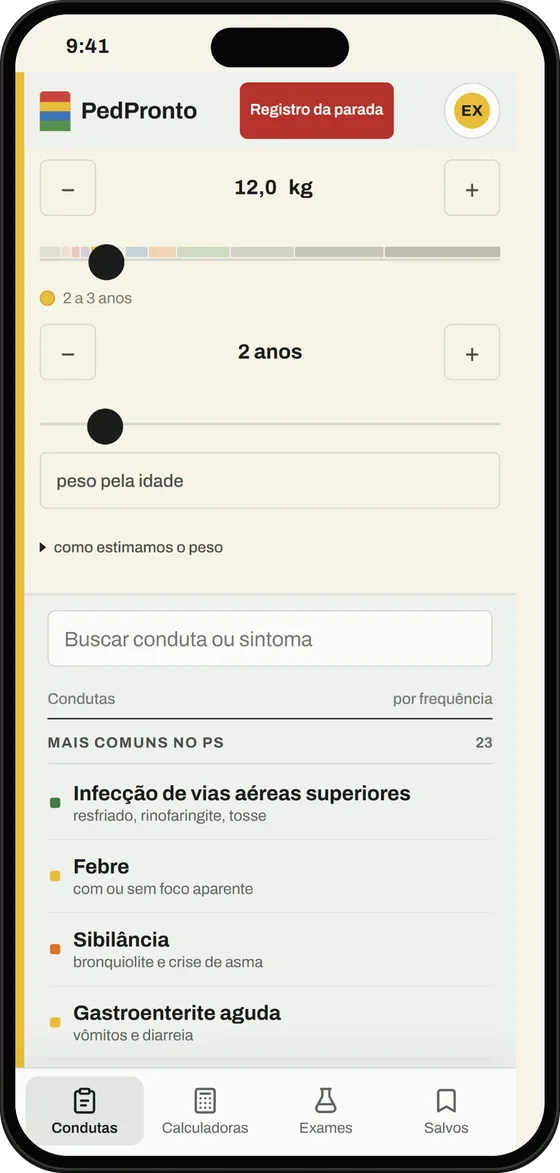 9:41
PedPronto
Registro da parada
EX
−
12,0 kg
+
2 a 3 anos
−
2 anos
+
peso pela idade
como estimamos o peso
Buscar conduta ou sintoma
Condutas
por frequência
MAIS COMUNS NO PS
23
Infecção de vias aéreas superiores
resfriado, rinofaringite, tosse
Febre
com ou sem foco aparente
Sibilância
bronquiolite e crise de asma
Gastroenterite aguda
vômitos e diarreia
Condutas
Calculadoras
Exames
Salvos